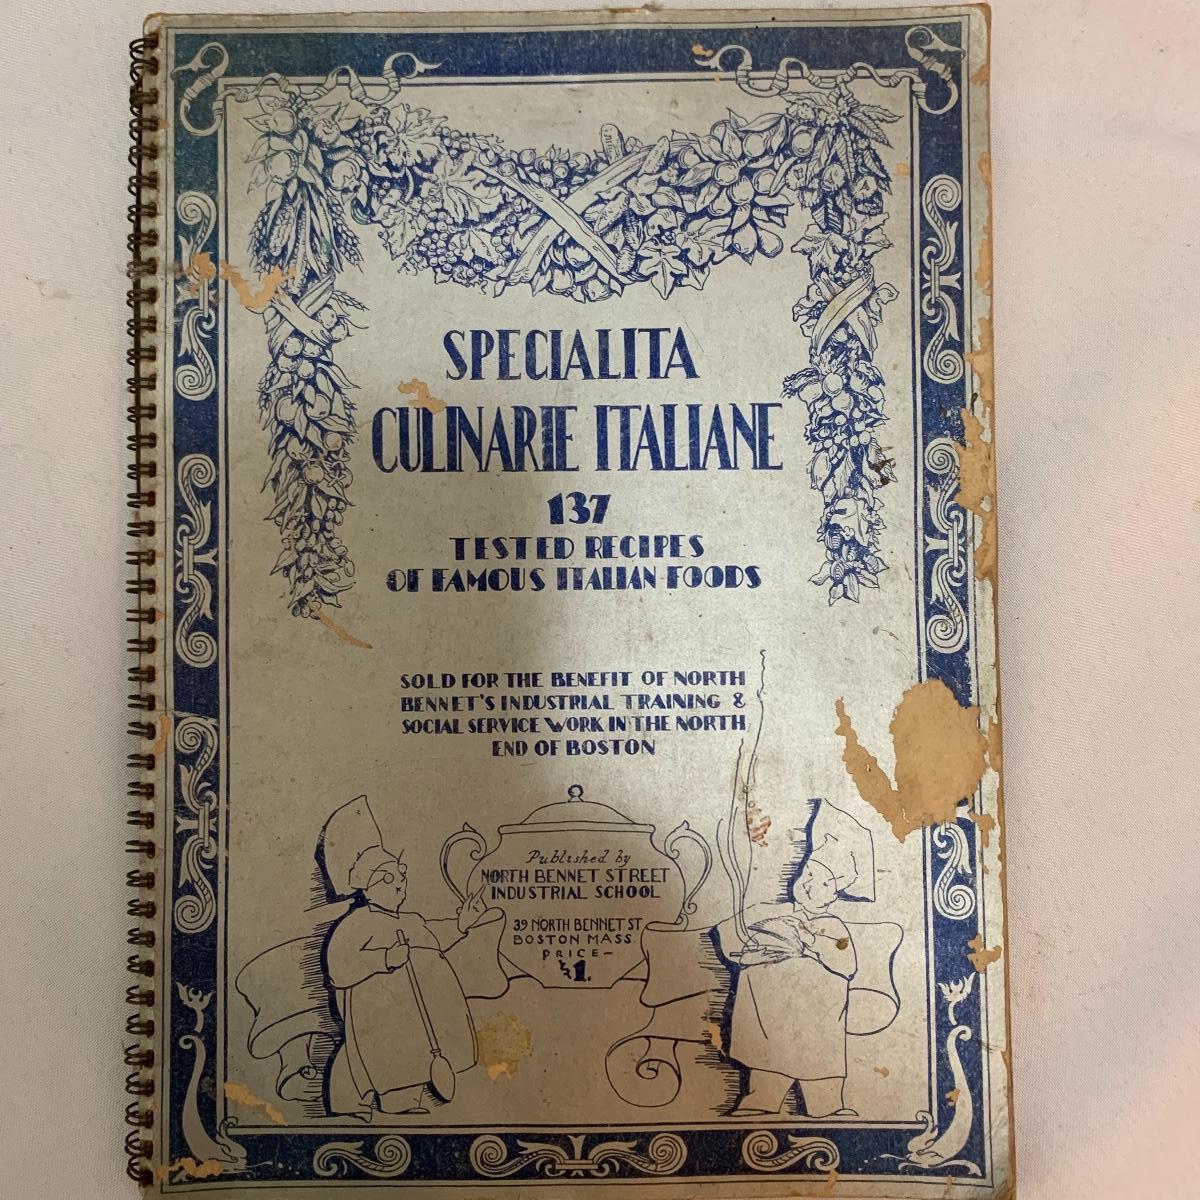 SPECIALITA
CULINARIE ITALIANE
137
TESTED RECIPES
OF FAMOUS ITALIAN FOODS
SOLD FOR THE BENEFIT OF NORTH
BENNET'S INDUSTRIAL TRAINING &
SOCIAL SERVICE WORK IN THE NORTH
END OF BOSTON
Published by
NORTH BENNET STREET
INDUSTRIAL SCHOOL
39 NORTH BENNET ST.
BOSTON MASS.
PRICE—
$1.